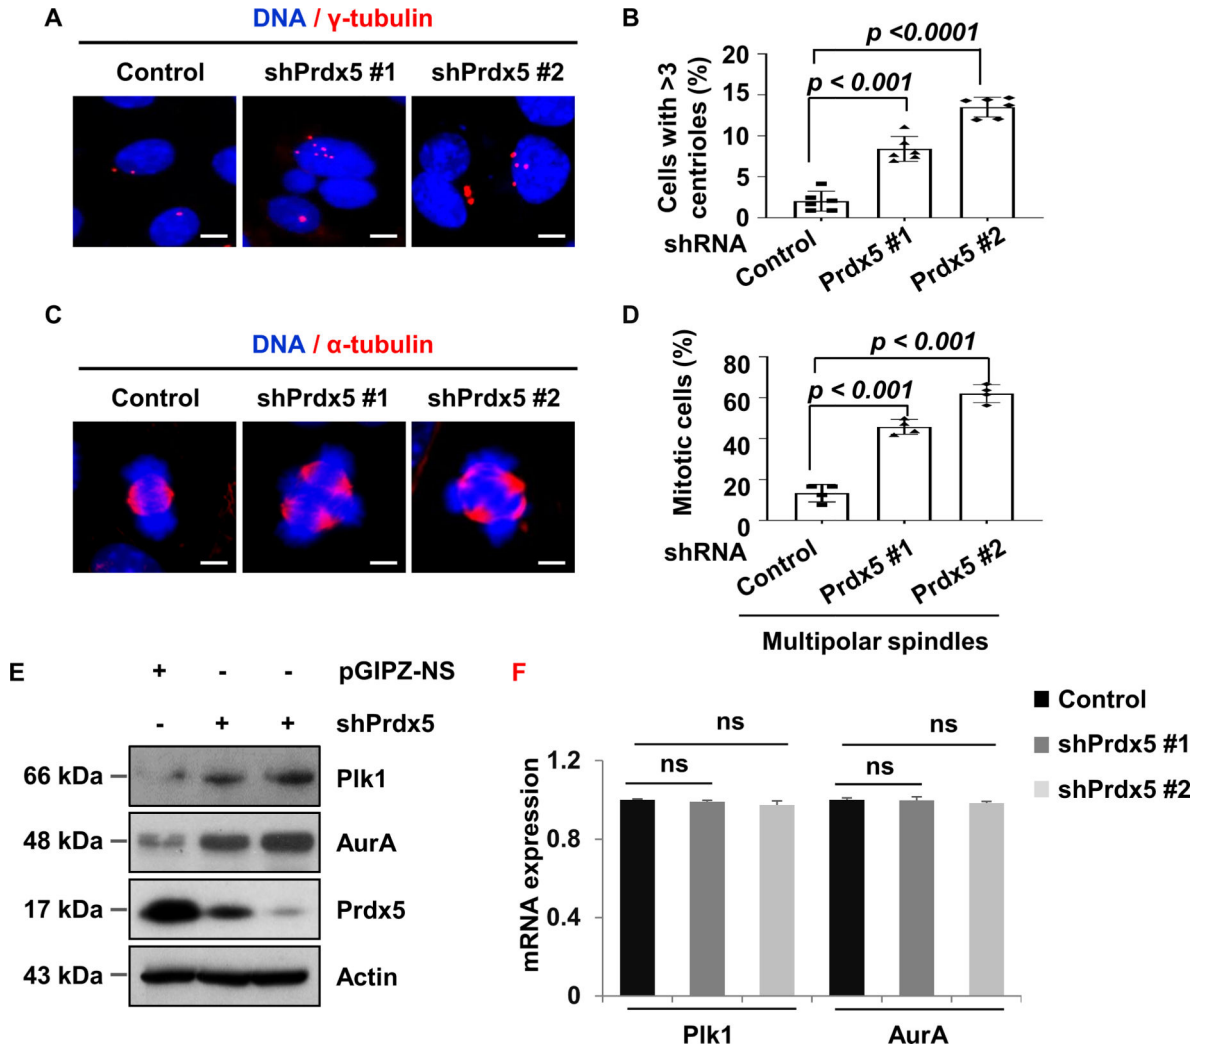 A
DNA / γ-tubulin
Control shPrdx5 #1 shPrdx5 #2
B
p <0.0001
p < 0.001
Cells with >3
centrioles (%)
20
15
10
5
0
shRNA
Control
Prdx5 #1
Prdx5 #2
C
DNA / α-tubulin
Control shPrdx5 #1 shPrdx5 #2
D
p < 0.001
p < 0.001
Mitotic cells (%)
80
60
40
20
0
shRNA
Control
Prdx5 #1
Prdx5 #2
Multipolar spindles
E
+ - - pGIPZ-NS
- + + shPrdx5
66 kDa Plk1
48 kDa AurA
17 kDa Prdx5
43 kDa Actin
F
Control
shPrdx5 #1
shPrdx5 #2
ns ns
ns ns
mRNA expression
1.2
0.8
0.4
0
Plk1 AurA